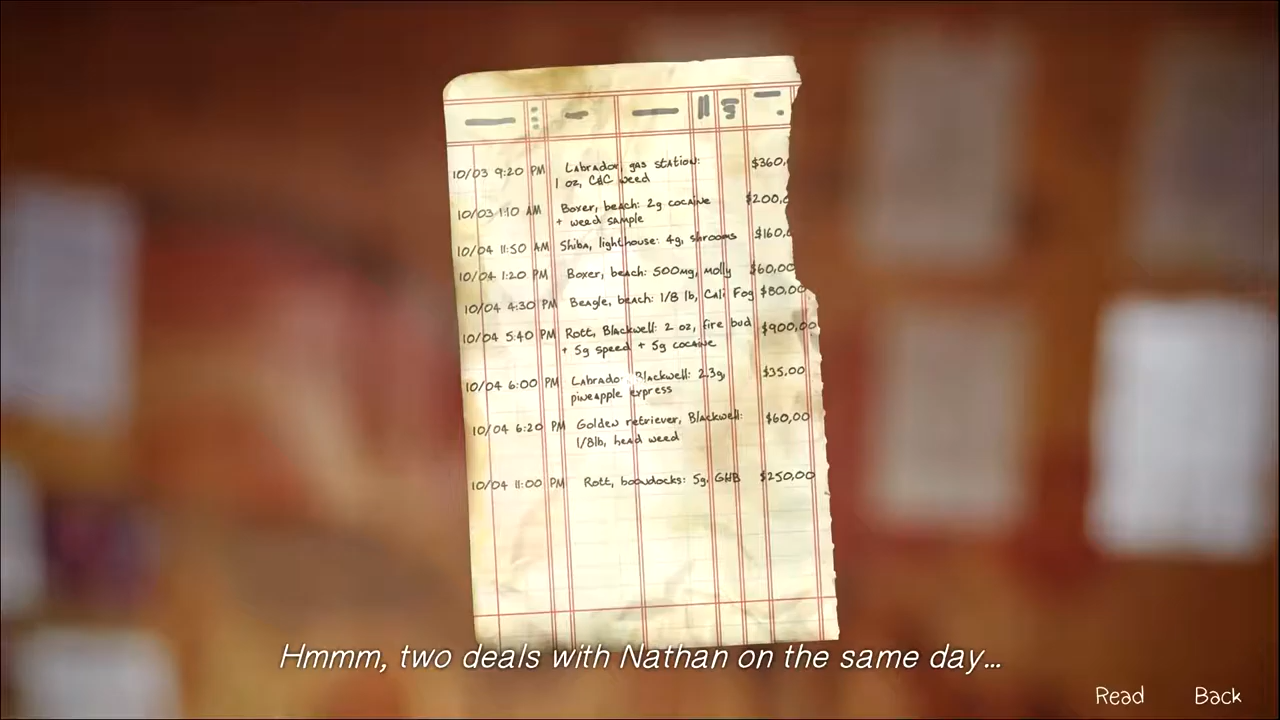 10/03 9:20 PM Labrador, gas station: $360,
1 oz, CHC weed
10/03 1:10 AM Boxer, beach: 2g cocaine $200,0
+ weed sample
10/04 11:50 AM Shiba, lighthouse: 4g, shrooms $160,0
10/04 1:20 PM Boxer, beach: 500mg, molly $60,00
10/04 4:30 PM Beagle, beach: 1/8 lb, Cali Fog $80,00
10/04 5:40 PM Rott, Blackwell: 2 oz, fire bud $900,00
+ 5g speed + 5g cocaine
10/04 6:00 PM Labrador, Blackwell: 2.3g, $35,00
pineapple express
10/04 6:20 PM Golden retriever, Blackwell: $60,00
1/8lb, head weed
10/04 11:00 PM Rott, boondocks: 5g, GHB $250,00
Hmmm, two deals with Nathan on the same day...
Read Back